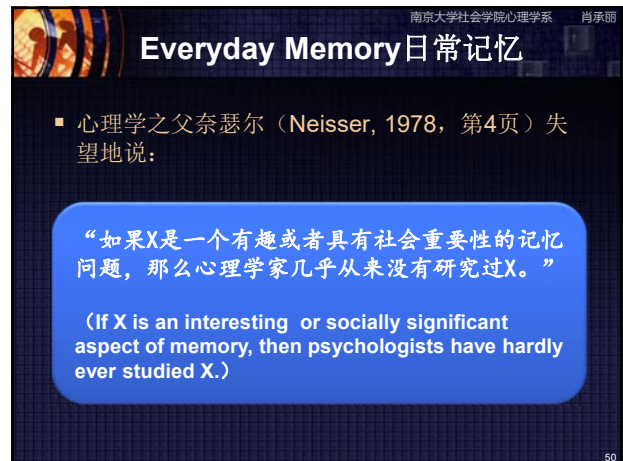 南京大学社会学院心理学系 肖承丽
Everyday Memory日常记忆
▪ 心理学之父奈瑟尔（Neisser, 1978，第4页）失
望地说：
“如果X是一个有趣或者具有社会重要性的记忆
问题，那么心理学家几乎从来没有研究过X。”
（If X is an interesting or socially significant
aspect of memory, then psychologists have hardly
ever studied X.）
50